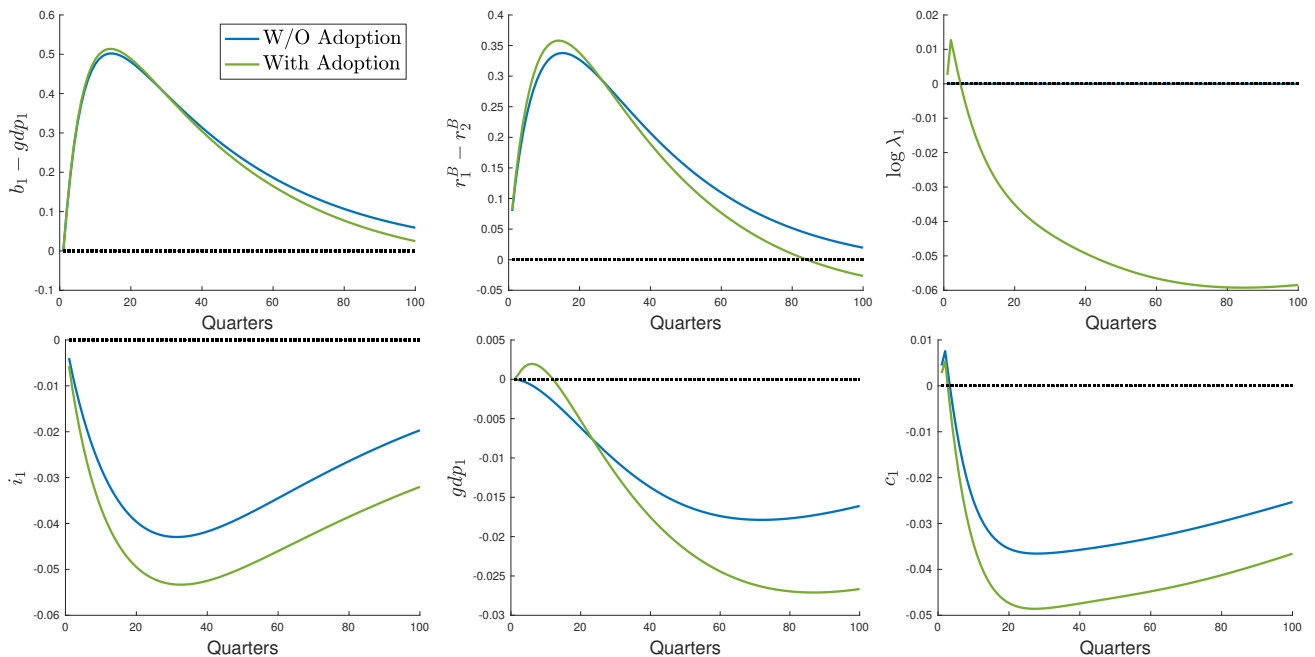 W/O Adoption
With Adoption
b₁ − gdp₁
0.6
0.5
0.4
0.3
0.2
0.1
0
-0.1
0 20 40 60 80 100
Quarters
r₁ᴮ − r₂ᴮ
0.4
0.35
0.3
0.25
0.2
0.15
0.1
0.05
0
-0.05
0 20 40 60 80 100
Quarters
log λ₁
0.02
0.01
0
-0.01
-0.02
-0.03
-0.04
-0.05
-0.06
0 20 40 60 80 100
Quarters
i₁
0
-0.01
-0.02
-0.03
-0.04
-0.05
-0.06
0 20 40 60 80 100
Quarters
gdp₁
0.005
0
-0.005
-0.01
-0.015
-0.02
-0.025
-0.03
0 20 40 60 80 100
Quarters
c₁
0.01
0
-0.01
-0.02
-0.03
-0.04
-0.05
0 20 40 60 80 100
Quarters